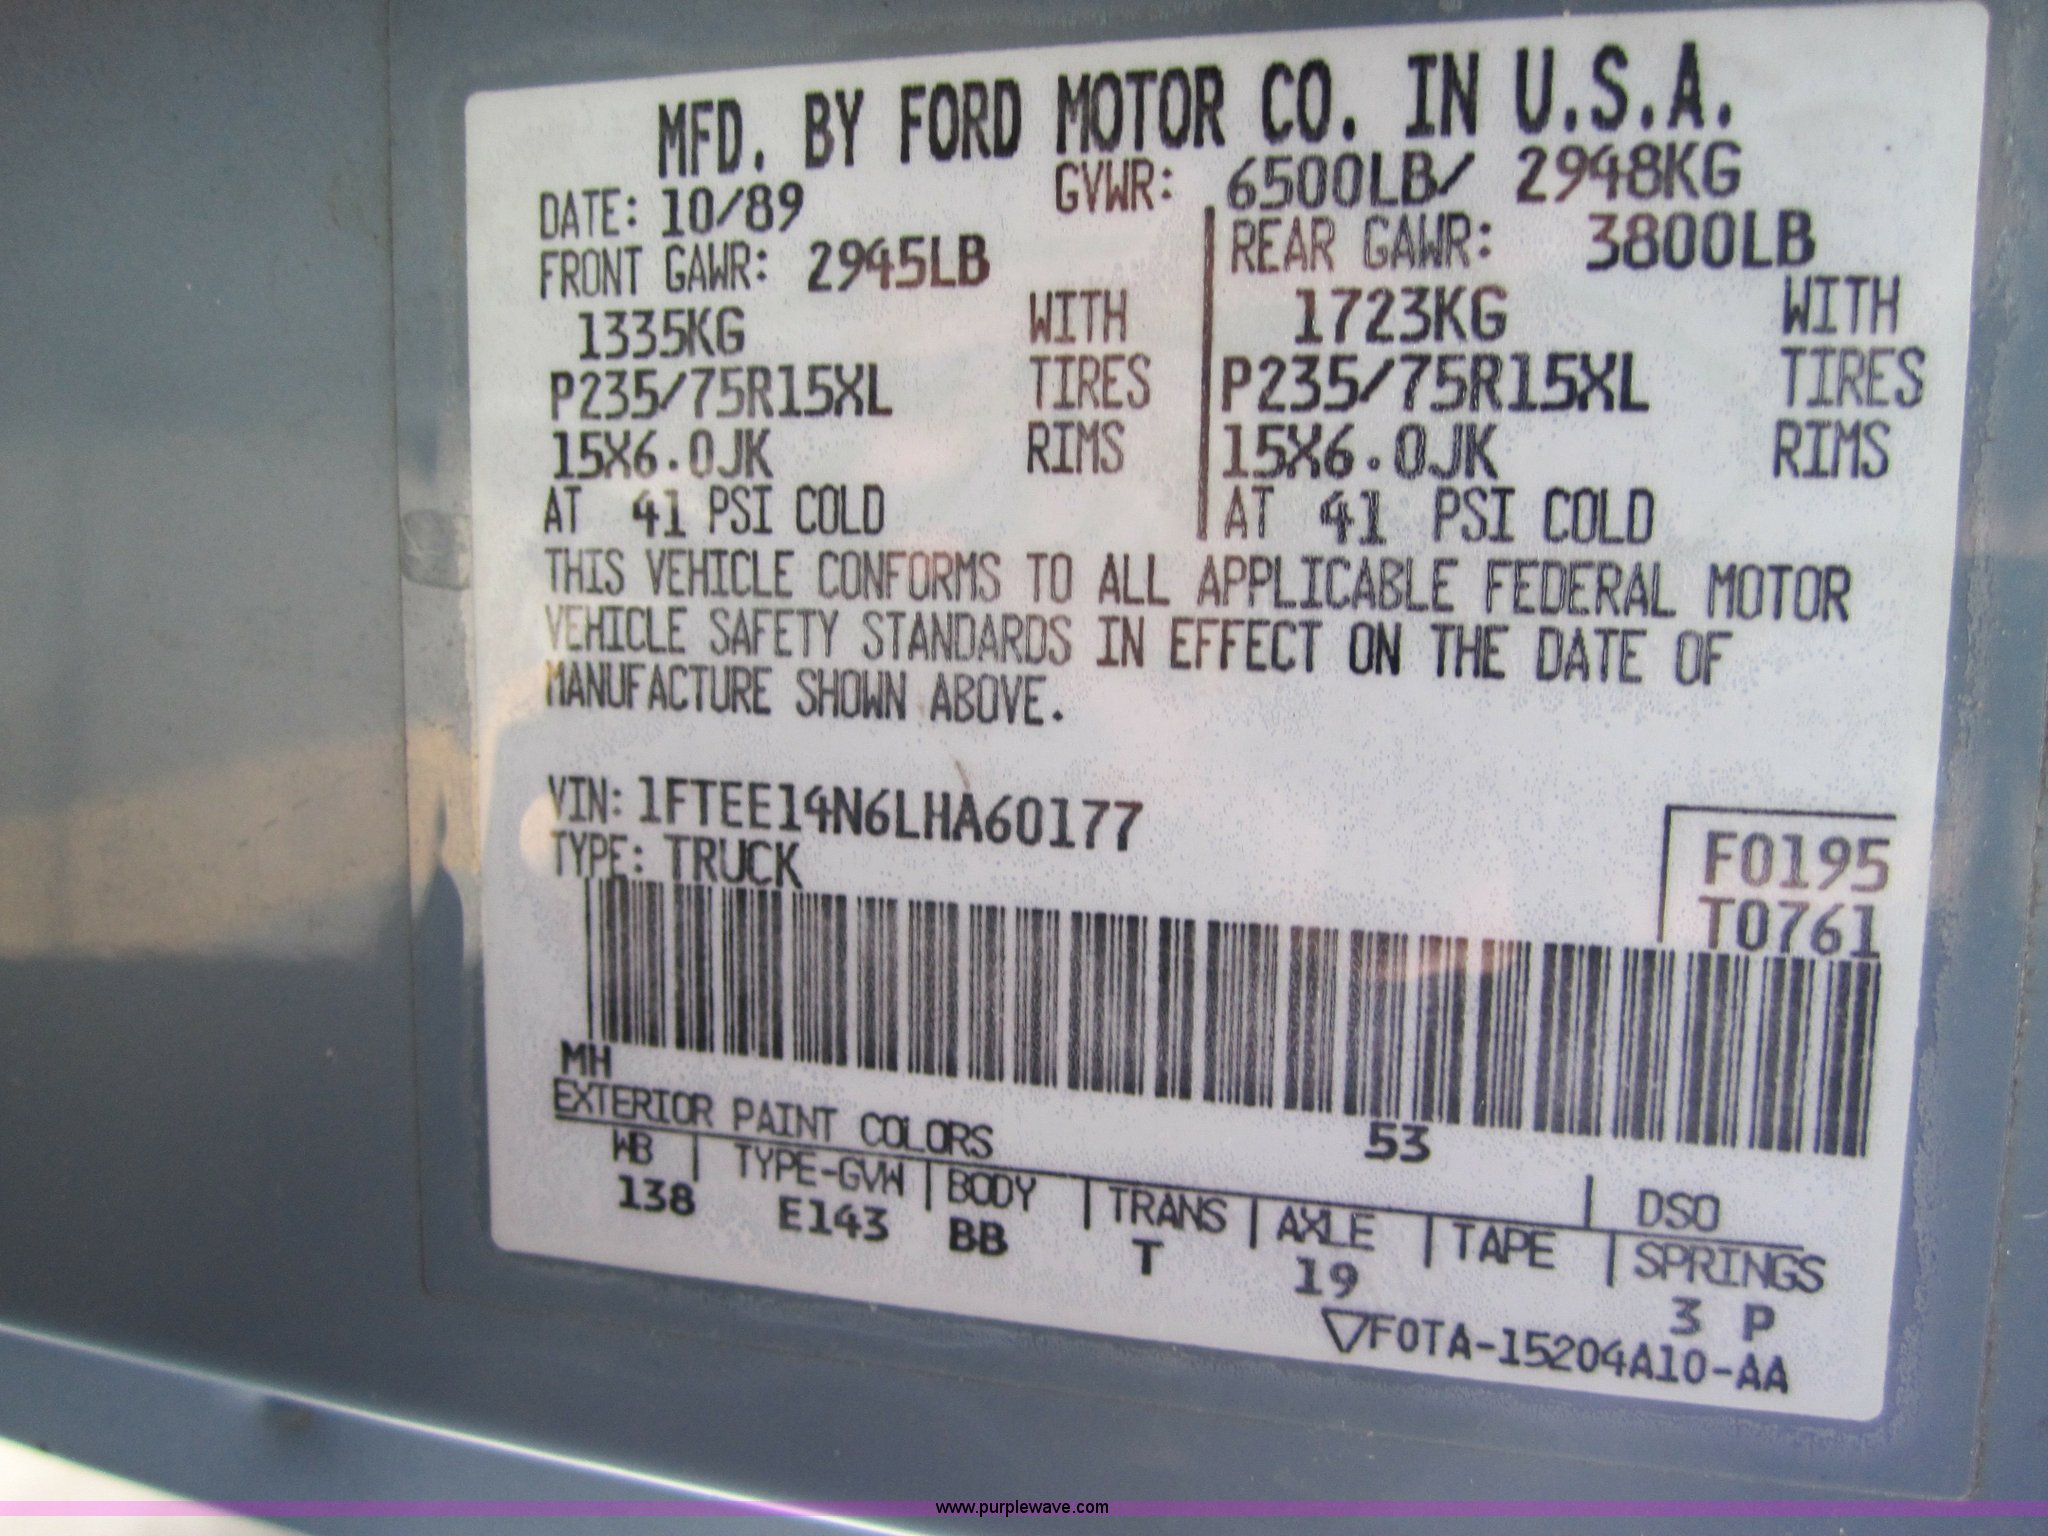 MFD. BY FORD MOTOR CO. IN U.S.A.
DATE: 10/89 GVWR: 6500LB/ 2948KG
FRONT GAWR: 2945LB REAR GAWR: 3800LB
1335KG WITH 1723KG WITH
P235/75R15XL TIRES P235/75R15XL TIRES
15X6.0JK RIMS 15X6.0JK RIMS
AT 41 PSI COLD AT 41 PSI COLD
THIS VEHICLE CONFORMS TO ALL APPLICABLE FEDERAL MOTOR
VEHICLE SAFETY STANDARDS IN EFFECT ON THE DATE OF
MANUFACTURE SHOWN ABOVE.
VIN: 1FTEE14N6LHA60177
TYPE: TRUCK
F0195
T0761
MH
EXTERIOR PAINT COLORS 53 DSO
WB TYPE-GVW BODY TRANS AXLE TAPE SPRINGS
138 E143 BB T 19 3 P
▽F0TA-15204A10-AA
www.purplewave.com